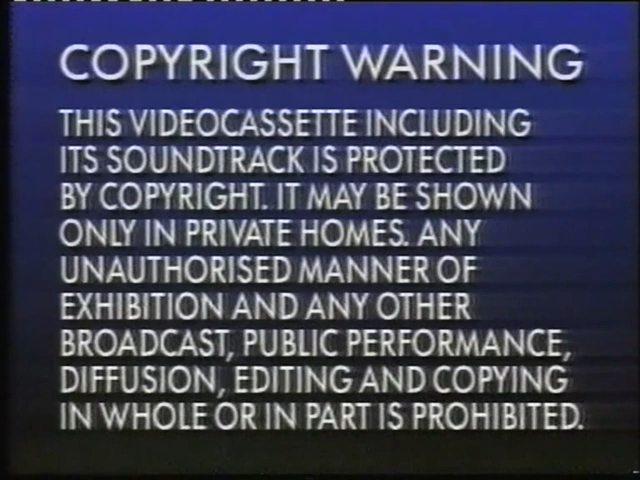 COPYRIGHT WARNING
THIS VIDEOCASSETTE INCLUDING
ITS SOUNDTRACK IS PROTECTED
BY COPYRIGHT. IT MAY BE SHOWN
ONLY IN PRIVATE HOMES. ANY
UNAUTHORISED MANNER OF
EXHIBITION AND ANY OTHER
BROADCAST, PUBLIC PERFORMANCE,
DIFFUSION, EDITING AND COPYING
IN WHOLE OR IN PART IS PROHIBITED.